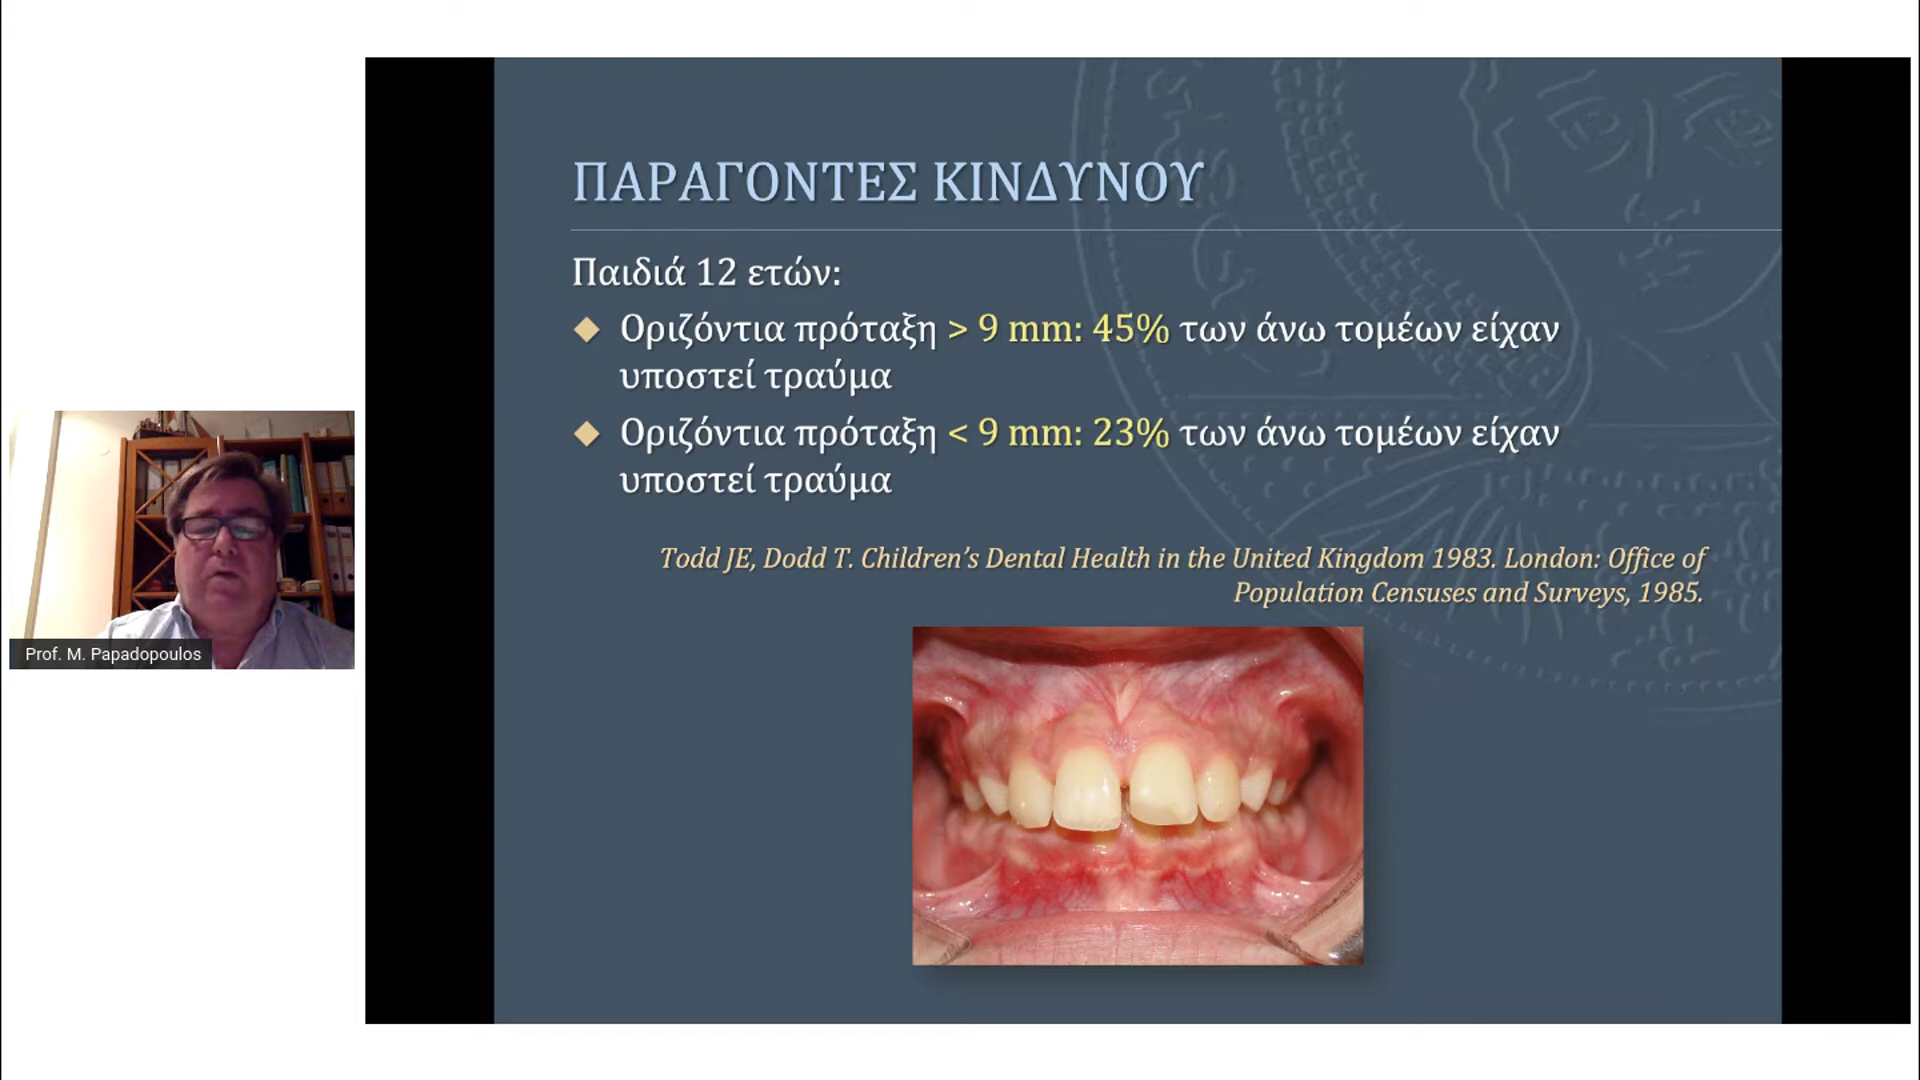 ΠΑΡΑΓΟΝΤΕΣ ΚΙΝΔΥΝΟΥ
Παιδιά 12 ετών:
Οριζόντια πρόταξη > 9 mm: 45% των άνω τομέων είχαν
υποστεί τραύμα
Οριζόντια πρόταξη < 9 mm: 23% των άνω τομέων είχαν
υποστεί τραύμα
Todd JE, Dodd T. Children’s Dental Health in the United Kingdom 1983. London: Office of
Population Censuses and Surveys, 1985.
Prof. M. Papadopoulos